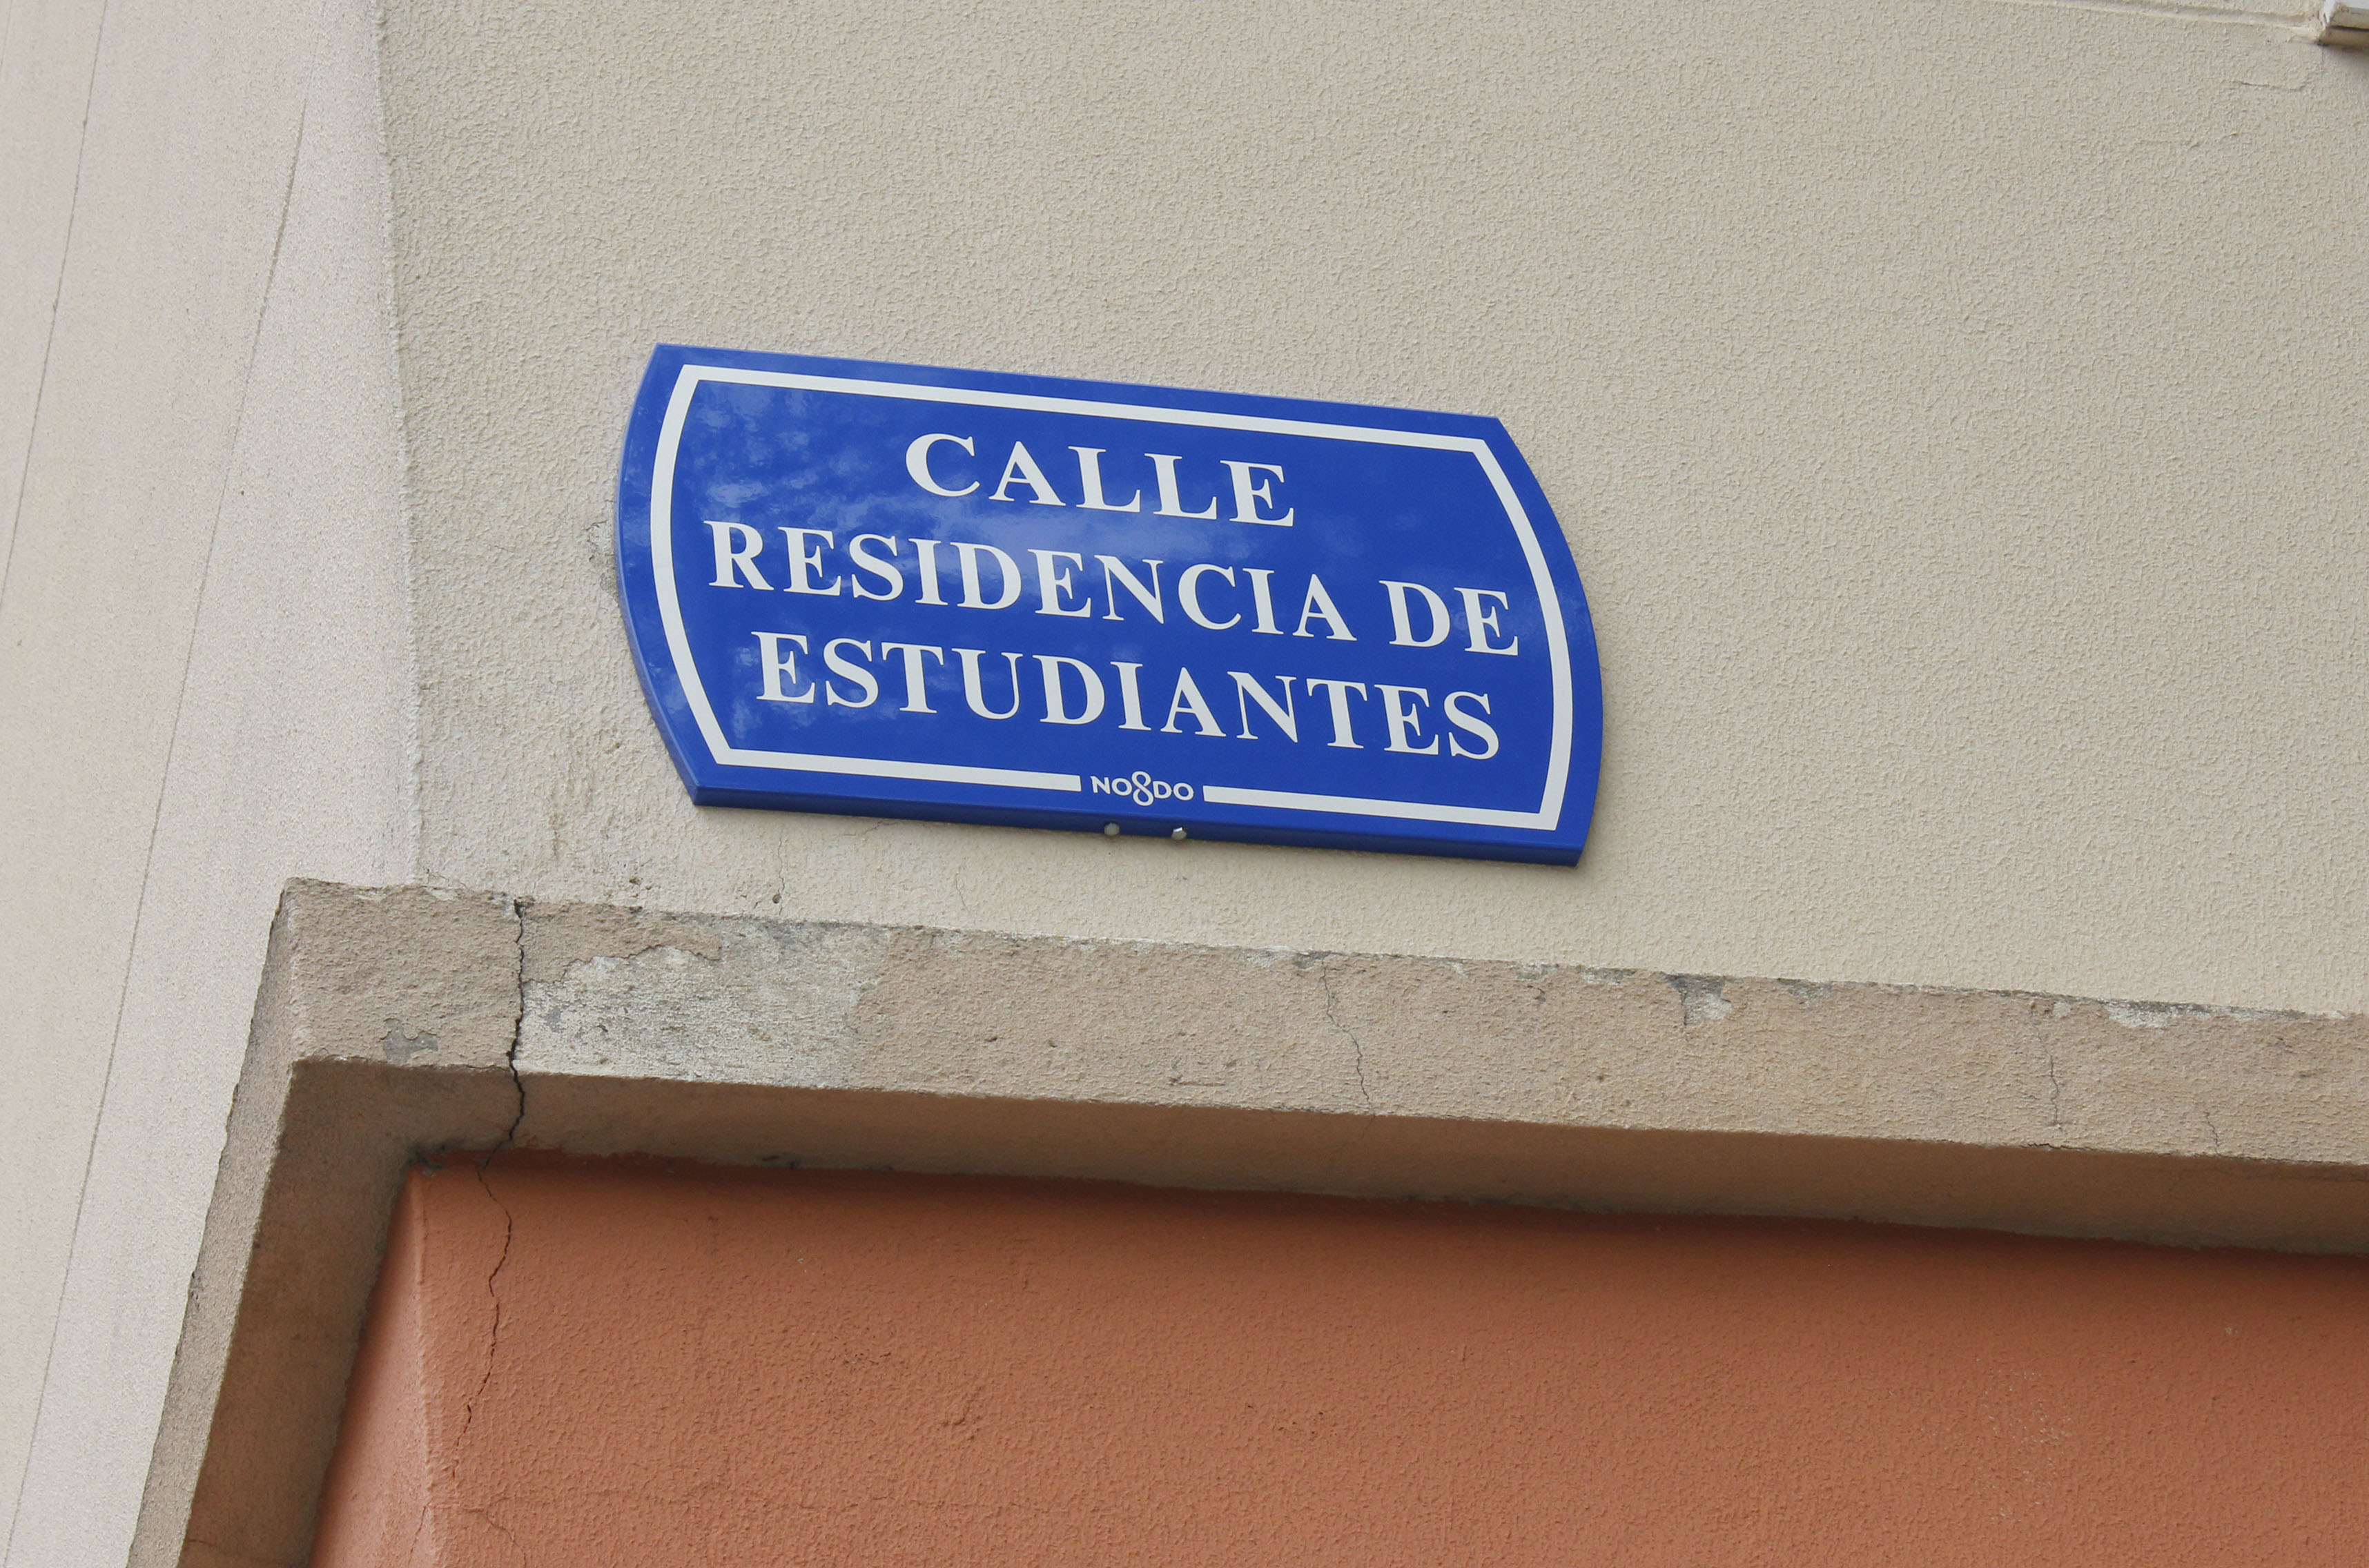 CALLE
RESIDENCIA DE
ESTUDIANTES
NO8DO